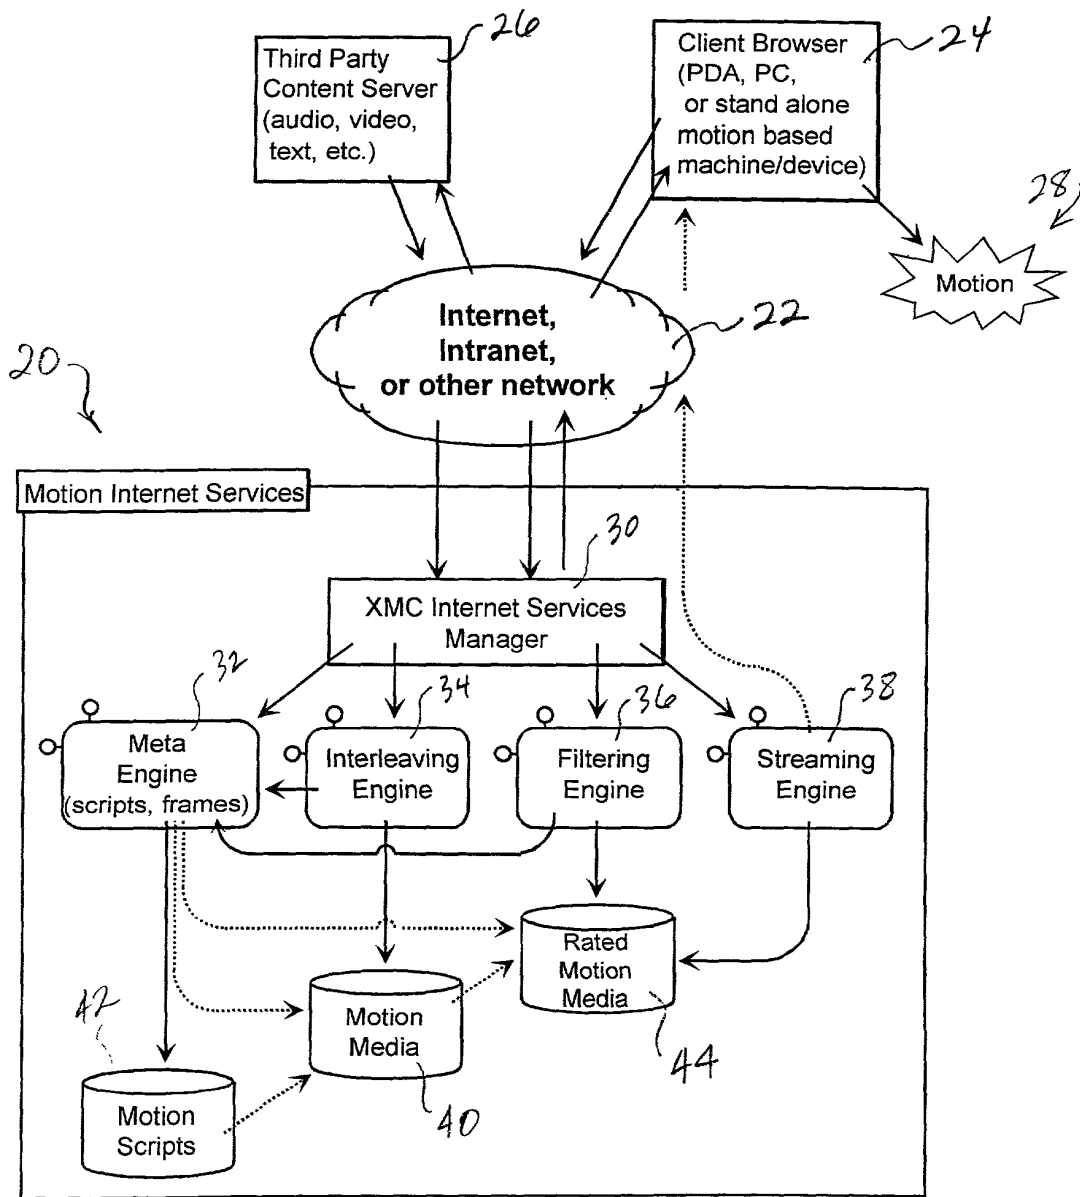 26
Third Party
Content Server
(audio, video,
text, etc.)
Client Browser
(PDA, PC,
or stand alone
motion based
machine/device)
24
28
Motion
Internet,
Intranet,
or other network
22
20
Motion Internet Services
30
XMC Internet Services
Manager
32
Meta
Engine
(scripts, frames)
34
Interleaving
Engine
36
Filtering
Engine
38
Streaming
Engine
Rated
Motion
Media
44
Motion
Media
40
42
Motion
Scripts